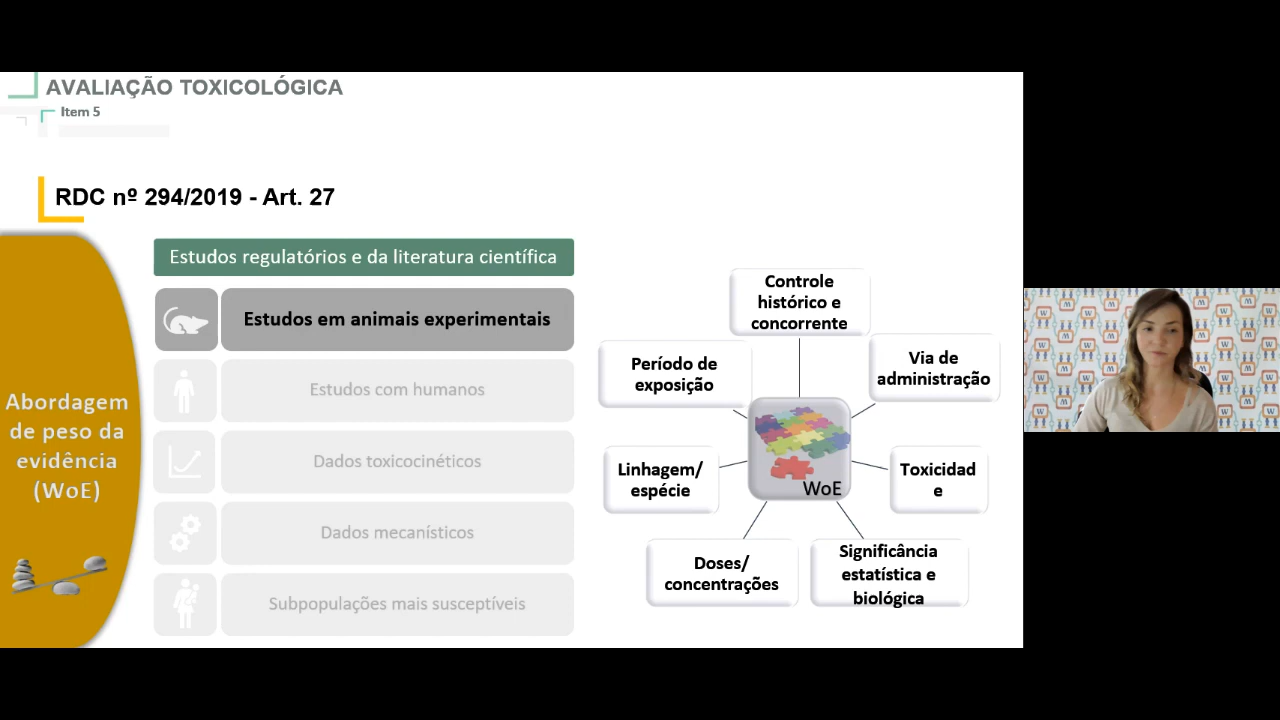 AVALIAÇÃO TOXICOLÓGICA
Item 5
RDC nº 294/2019 - Art. 27
Abordagem
de peso da
evidência
(WoE)
Estudos regulatórios e da literatura científica
Estudos em animais experimentais
Estudos com humanos
Dados toxicocinéticos
Dados mecanísticos
Subpopulações mais susceptíveis
Controle
histórico e
concorrente
Período de
exposição
Via de
administração
Linhagem/
espécie
WoE
Toxicidad
e
Doses/
concentrações
Significância
estatística e
biológica